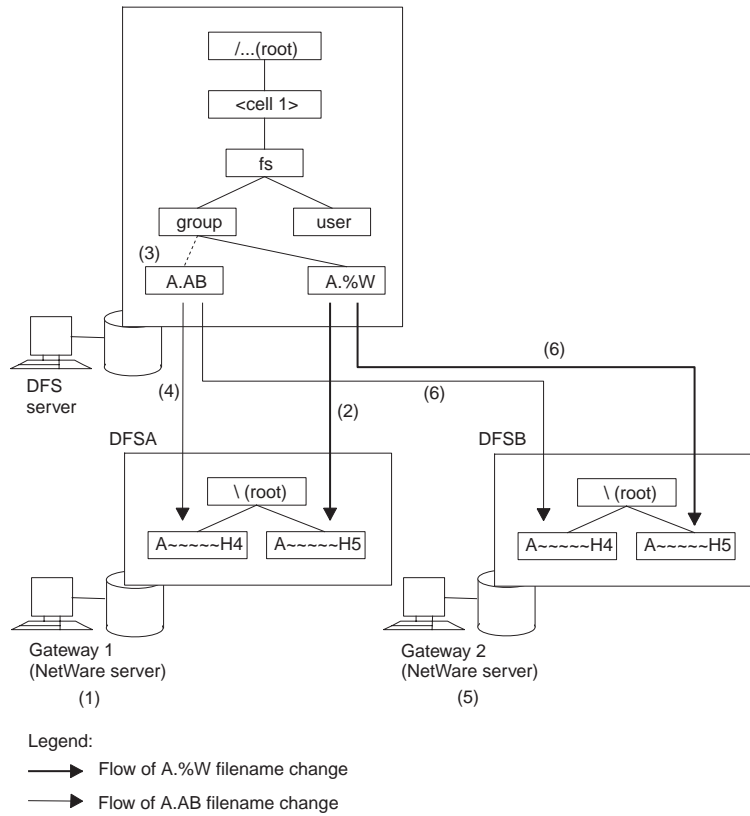 /...(root)
<cell 1>
fs
group
user
(3)
A.AB
A.%W
DFS
server
(4)
(2)
(6)
(6)
DFSA
DFSB
\ (root)
\ (root)
A~~~~~H4
A~~~~~H5
A~~~~~H4
A~~~~~H5
Gateway 1
(NetWare server)
(1)
Gateway 2
(NetWare server)
(5)
Legend:
Flow of A.%W filename change
Flow of A.AB filename change